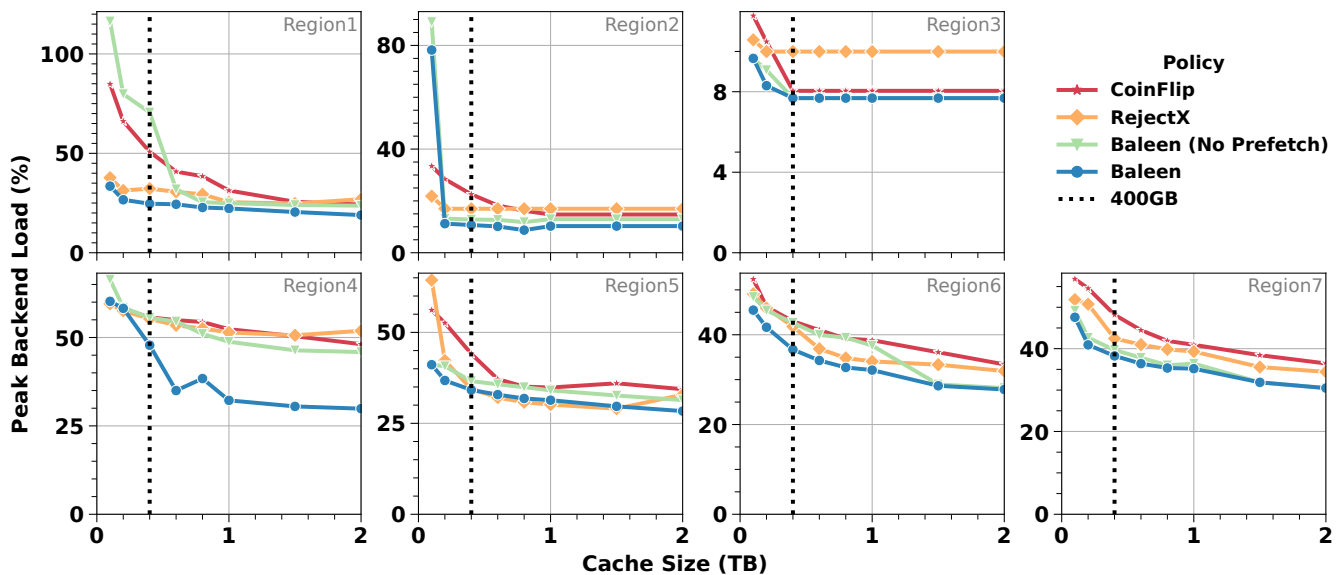 Peak Backend Load (%)
Region1
100
50
0
Region2
80
40
0
Region3
8
4
0
Policy
CoinFlip
RejectX
Baleen (No Prefetch)
Baleen
400GB
Region4
50
25
0
0 1 2
Region5
50
25
0
0 1 2
Region6
40
20
0
0 1 2
Region7
40
20
0
0 1 2
Cache Size (TB)